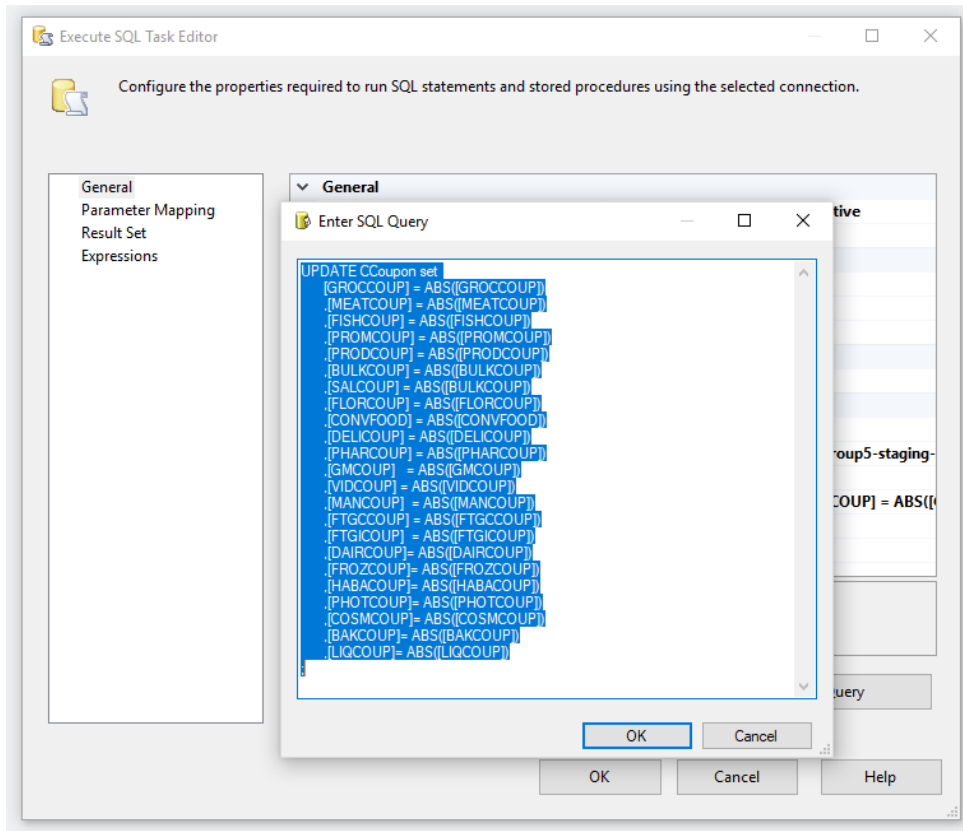 Execute SQL Task Editor
Configure the properties required to run SQL statements and stored procedures using the selected connection.
General
Parameter Mapping
Result Set
Expressions
General
tive
Enter SQL Query
UPDATE CCoupon set
[GROCCOUP] = ABS([GROCCOUP])
,[MEATCOUP] = ABS([MEATCOUP])
,[FISHCOUP] = ABS([FISHCOUP])
,[PROMCOUP] = ABS([PROMCOUP])
,[PRODCOUP] = ABS([PRODCOUP])
,[BULKCOUP] = ABS([BULKCOUP])
,[SALCOUP] = ABS([BULKCOUP])
,[FLORCOUP] = ABS([FLORCOUP])
,[CONVFOOD] = ABS([CONVFOOD])
,[DELICOUP] = ABS([DELICOUP])
,[PHARCOUP] = ABS([PHARCOUP])
,[GMCOUP]   = ABS([GMCOUP])
,[VIDCOUP] = ABS([VIDCOUP])
,[MANCOUP]  = ABS([MANCOUP])
,[FTGCCOUP] = ABS([FTGCCOUP])
,[FTGICOUP]  = ABS([FTGICOUP])
,[DAIRCOUP]= ABS([DAIRCOUP])
,[FROZCOUP]= ABS([FROZCOUP])
,[HABACOUP]= ABS([HABACOUP])
,[PHOTCOUP]= ABS([PHOTCOUP])
,[COSMCOUP]= ABS([COSMCOUP])
,[BAKCOUP]= ABS([BAKCOUP])
,[LIQCOUP]= ABS([LIQCOUP])
;
roup5-staging-
COUP] = ABS([
uery
OK Cancel
OK Cancel Help